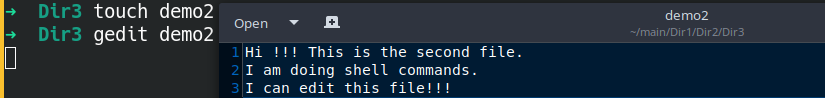 ➜ Dir3 touch demo2
➜ Dir3 gedit demo2
Open
demo2
~/main/Dir1/Dir2/Dir3
1 Hi !!! This is the second file.
2 I am doing shell commands.
3 I can edit this file!!!